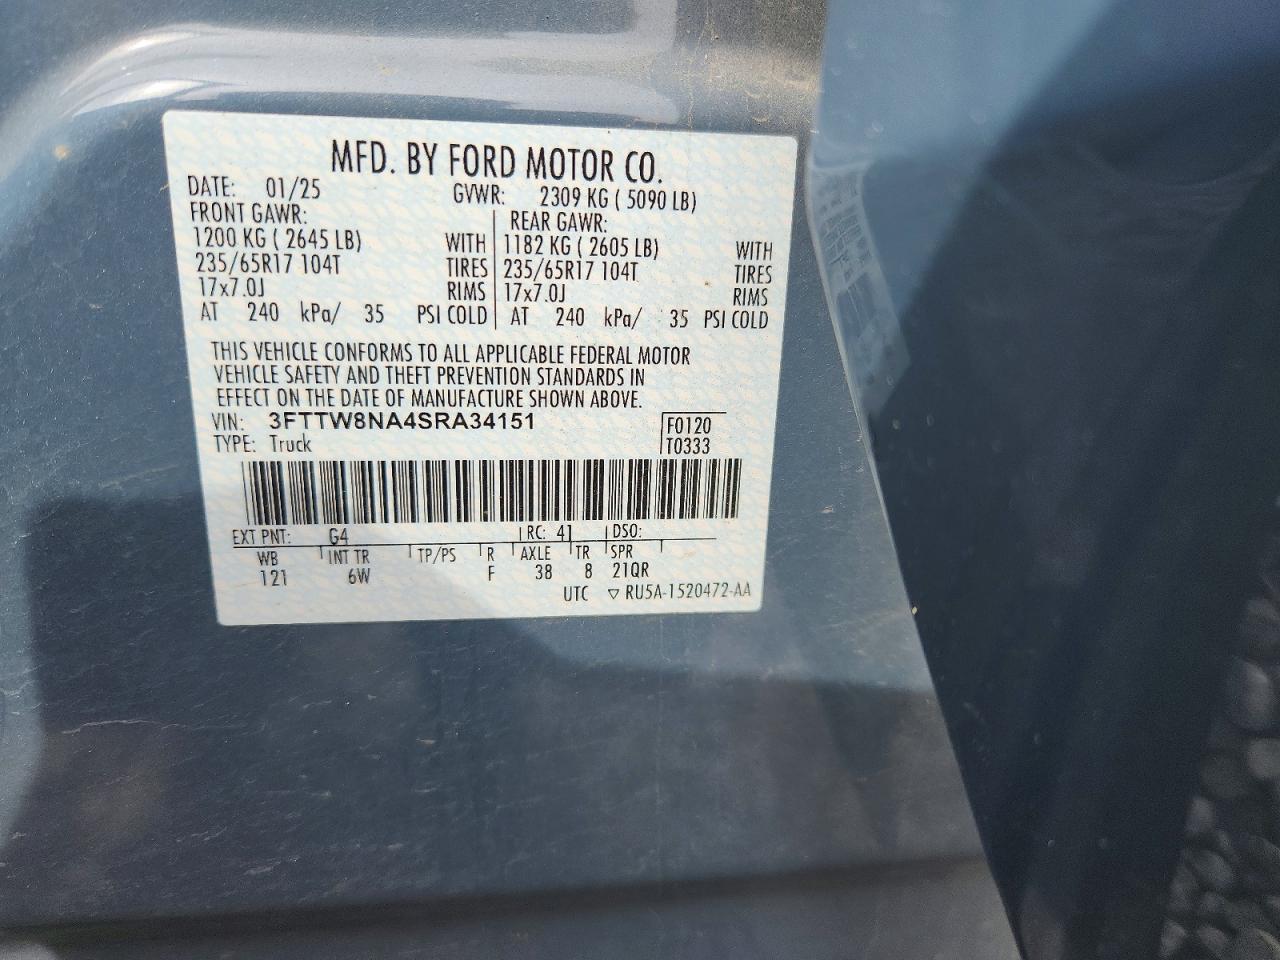 MFD. BY FORD MOTOR CO.
DATE: 01/25 GVWR: 2309 KG ( 5090 LB)
FRONT GAWR: REAR GAWR:
1200 KG ( 2645 LB) WITH 1182 KG ( 2605 LB) WITH
235/65R17 104T TIRES 235/65R17 104T TIRES
17x7.0J RIMS 17x7.0J RIMS
AT 240 kPa/ 35 PSI COLD AT 240 kPa/ 35 PSI COLD
THIS VEHICLE CONFORMS TO ALL APPLICABLE FEDERAL MOTOR
VEHICLE SAFETY AND THEFT PREVENTION STANDARDS IN
EFFECT ON THE DATE OF MANUFACTURE SHOWN ABOVE.
VIN: 3FTTW8NA4SRA34151 F0120
TYPE: Truck T0333
EXT PNT: G4 RC: 41 DSO:
WB INT TR TP/PS R AXLE TR SPR
121 6W F 38 8 21QR
UTC ▽ RU5A-1520472-AA